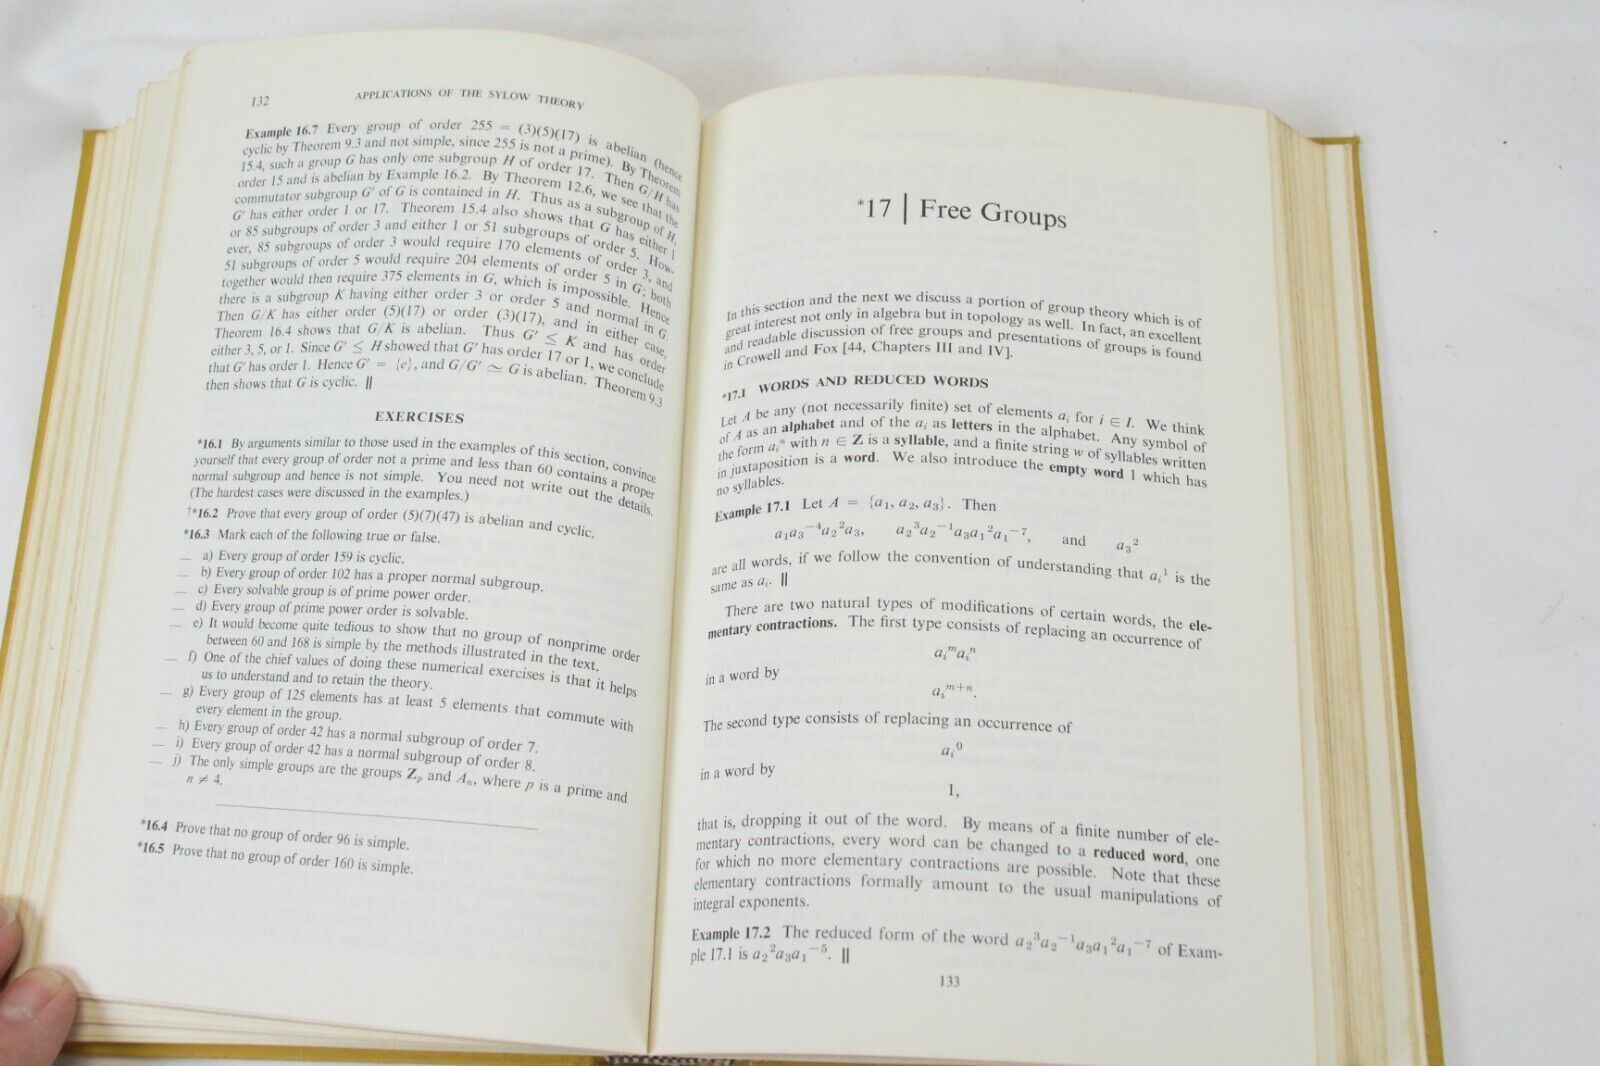 132 APPLICATIONS OF THE SYLOW THEORY
Example 16.7 Every group of order 255 = (3)(5)(17) is abelian (hence
cyclic by Theorem 9.3 and not simple, since 255 is not a prime). By Theorem
15.4, such a group G has only one subgroup H of order 17. Then G/H has
order 15 and is abelian by Example 16.2. By Theorem 12.6, we see that the
commutator subgroup G′ of G is contained in H. Thus as a subgroup of H,
G′ has either order 1 or 17. Theorem 15.4 also shows that G has either 1
or 85 subgroups of order 3 and either 1 or 51 subgroups of order 5. How-
ever, 85 subgroups of order 3 would require 170 elements of order 3, and
51 subgroups of order 5 would require 204 elements of order 5 in G; both
together would then require 375 elements in G, which is impossible. Hence
there is a subgroup K having either order 3 or order 5 and normal in G.
Then G/K has either order (5)(17) or order (3)(17), and in either case,
Theorem 16.4 shows that G/K is abelian. Thus G′ ≤ K and has order
either 3, 5, or 1. Since G′ ≤ H showed that G′ has order 17 or 1, we conclude
that G′ has order 1. Hence G′ = {e}, and G/G′ ≃ G is abelian. Theorem 9.3
then shows that G is cyclic. ‖
EXERCISES
*16.1 By arguments similar to those used in the examples of this section, convince
yourself that every group of order not a prime and less than 60 contains a proper
normal subgroup and hence is not simple. You need not write out the details.
(The hardest cases were discussed in the examples.)
†*16.2 Prove that every group of order (5)(7)(47) is abelian and cyclic.
*16.3 Mark each of the following true or false.
_ a) Every group of order 159 is cyclic.
_ b) Every group of order 102 has a proper normal subgroup.
_ c) Every solvable group is of prime power order.
_ d) Every group of prime power order is solvable.
_ e) It would become quite tedious to show that no group of nonprime order
between 60 and 168 is simple by the methods illustrated in the text.
_ f) One of the chief values of doing these numerical exercises is that it helps
us to understand and to retain the theory.
_ g) Every group of 125 elements has at least 5 elements that commute with
every element in the group.
_ h) Every group of order 42 has a normal subgroup of order 7.
_ i) Every group of order 42 has a normal subgroup of order 8.
_ j) The only simple groups are the groups Zₚ and Aₙ, where p is a prime and
n ≠ 4.
*16.4 Prove that no group of order 96 is simple.
*16.5 Prove that no group of order 160 is simple.
*17 | Free Groups
In this section and the next we discuss a portion of group theory which is of
great interest not only in algebra but in topology as well. In fact, an excellent
and readable discussion of free groups and presentations of groups is found
in Crowell and Fox [44, Chapters III and IV].
*17.1 WORDS AND REDUCED WORDS
Let A be any (not necessarily finite) set of elements aᵢ for i ∈ I. We think
of A as an alphabet and of the aᵢ as letters in the alphabet. Any symbol of
the form aᵢⁿ with n ∈ Z is a syllable, and a finite string w of syllables written
in juxtaposition is a word. We also introduce the empty word 1 which has
no syllables.
Example 17.1 Let A = {a₁, a₂, a₃}. Then
a₁a₃⁻⁴a₂²a₃, a₂³a₂⁻¹a₃a₁²a₁⁻⁷, and a₃²
are all words, if we follow the convention of understanding that aᵢ¹ is the
same as aᵢ. ‖
There are two natural types of modifications of certain words, the ele-
mentary contractions. The first type consists of replacing an occurrence of
aᵢᵐaᵢⁿ
in a word by
aᵢᵐ⁺ⁿ.
The second type consists of replacing an occurrence of
aᵢ⁰
in a word by
1,
that is, dropping it out of the word. By means of a finite number of ele-
mentary contractions, every word can be changed to a reduced word, one
for which no more elementary contractions are possible. Note that these
elementary contractions formally amount to the usual manipulations of
integral exponents.
Example 17.2 The reduced form of the word a₂³a₂⁻¹a₃a₁²a₁⁻⁷ of Exam-
ple 17.1 is a₂²a₃a₁⁻⁵. ‖
133